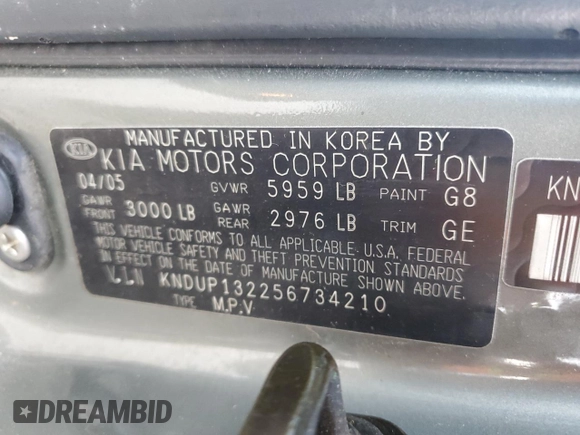 MANUFACTURED IN KOREA BY
KIA KIA MOTORS CORPORATION
04/05 GVWR 5959 LB PAINT G8
GAWR FRONT 3000 LB GAWR REAR 2976 LB TRIM GE
THIS VEHICLE CONFORMS TO ALL APPLICABLE U.S.A. FEDERAL
MOTOR VEHICLE SAFETY AND THEFT PREVENTION STANDARDS
IN EFFECT ON THE DATE OF MANUFACTURE SHOWN ABOVE.
V.I.N KNDUP132256734210
TYPE M.P.V
KN
DREAMBID